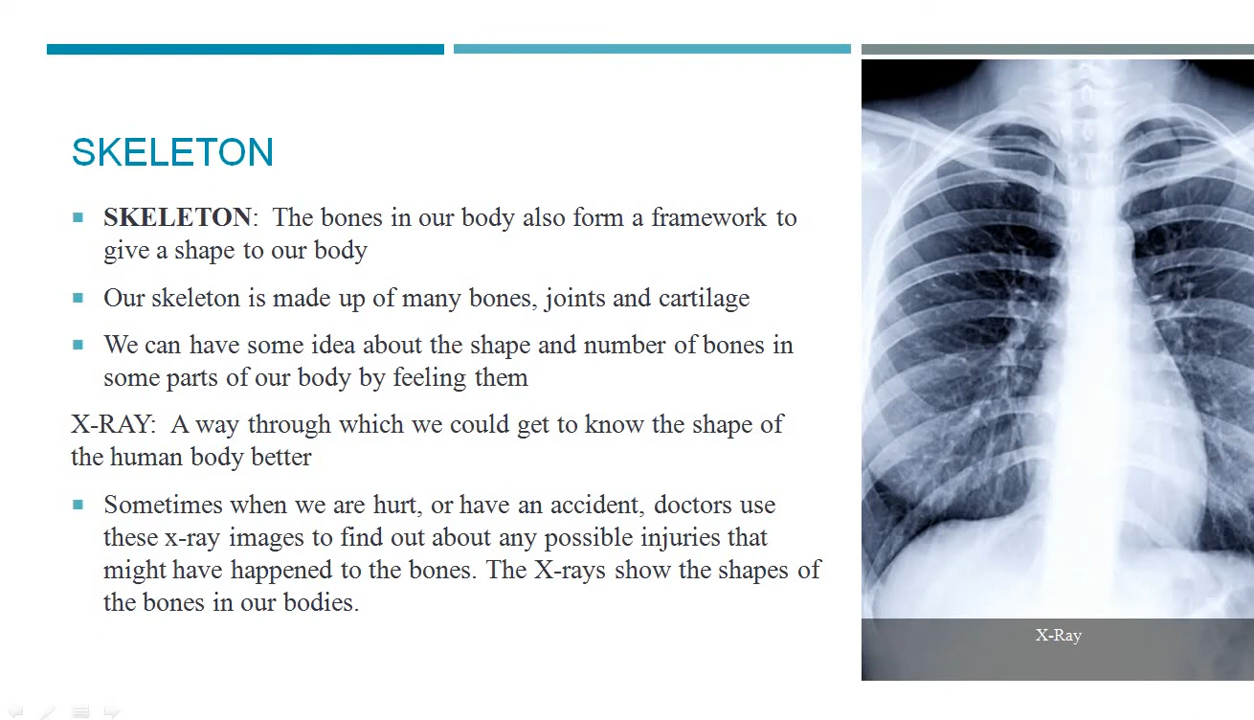 SKELETON
SKELETON: The bones in our body also form a framework to
give a shape to our body
Our skeleton is made up of many bones, joints and cartilage
We can have some idea about the shape and number of bones in
some parts of our body by feeling them
X-RAY: A way through which we could get to know the shape of
the human body better
Sometimes when we are hurt, or have an accident, doctors use
these x-ray images to find out about any possible injuries that
might have happened to the bones. The X-rays show the shapes of
the bones in our bodies.
X-Ray